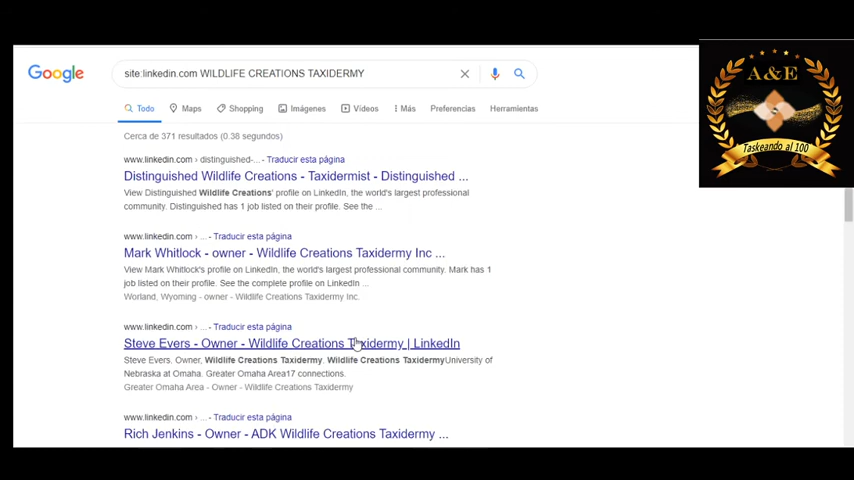 Google
site:linkedin.com WILDLIFE CREATIONS TAXIDERMY
Todo Maps Shopping Imágenes Vídeos Más Preferencias Herramientas
Cerca de 371 resultados (0.38 segundos)
www.linkedin.com › distinguished-... - Traducir esta página
Distinguished Wildlife Creations - Taxidermist - Distinguished ...
View Distinguished Wildlife Creations' profile on LinkedIn, the world's largest professional
community. Distinguished has 1 job listed on their profile. See the ...
www.linkedin.com › ... - Traducir esta página
Mark Whitlock - owner - Wildlife Creations Taxidermy Inc ...
View Mark Whitlock's profile on LinkedIn, the world's largest professional community. Mark has 1
job listed on their profile. See the complete profile on LinkedIn ...
Worland, Wyoming - owner - Wildlife Creations Taxidermy Inc.
www.linkedin.com › ... - Traducir esta página
Steve Evers - Owner - Wildlife Creations Taxidermy | LinkedIn
Steve Evers. Owner, Wildlife Creations Taxidermy. Wildlife Creations TaxidermyUniversity of
Nebraska at Omaha. Greater Omaha Area17 connections.
Greater Omaha Area - Owner - Wildlife Creations Taxidermy
www.linkedin.com › ... - Traducir esta página
Rich Jenkins - Owner - ADK Wildlife Creations Taxidermy ...
A&E
Taskeando al 100